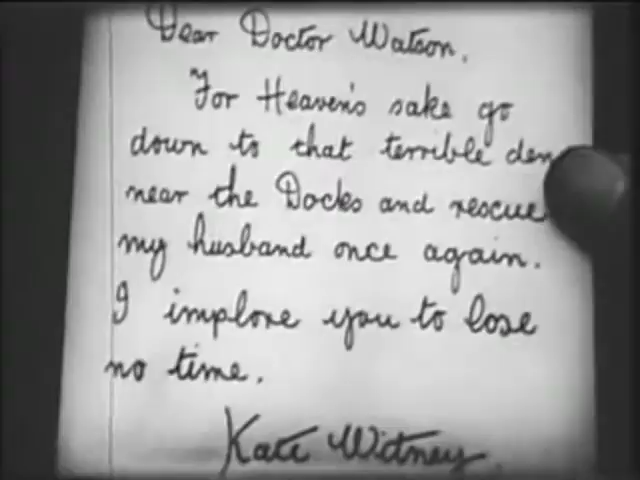 Dear Doctor Watson.
For Heaven's sake go
down to that terrible den
near the Docks and rescue
my husband once again.
I implore you to lose
no time.
Kate Witney.